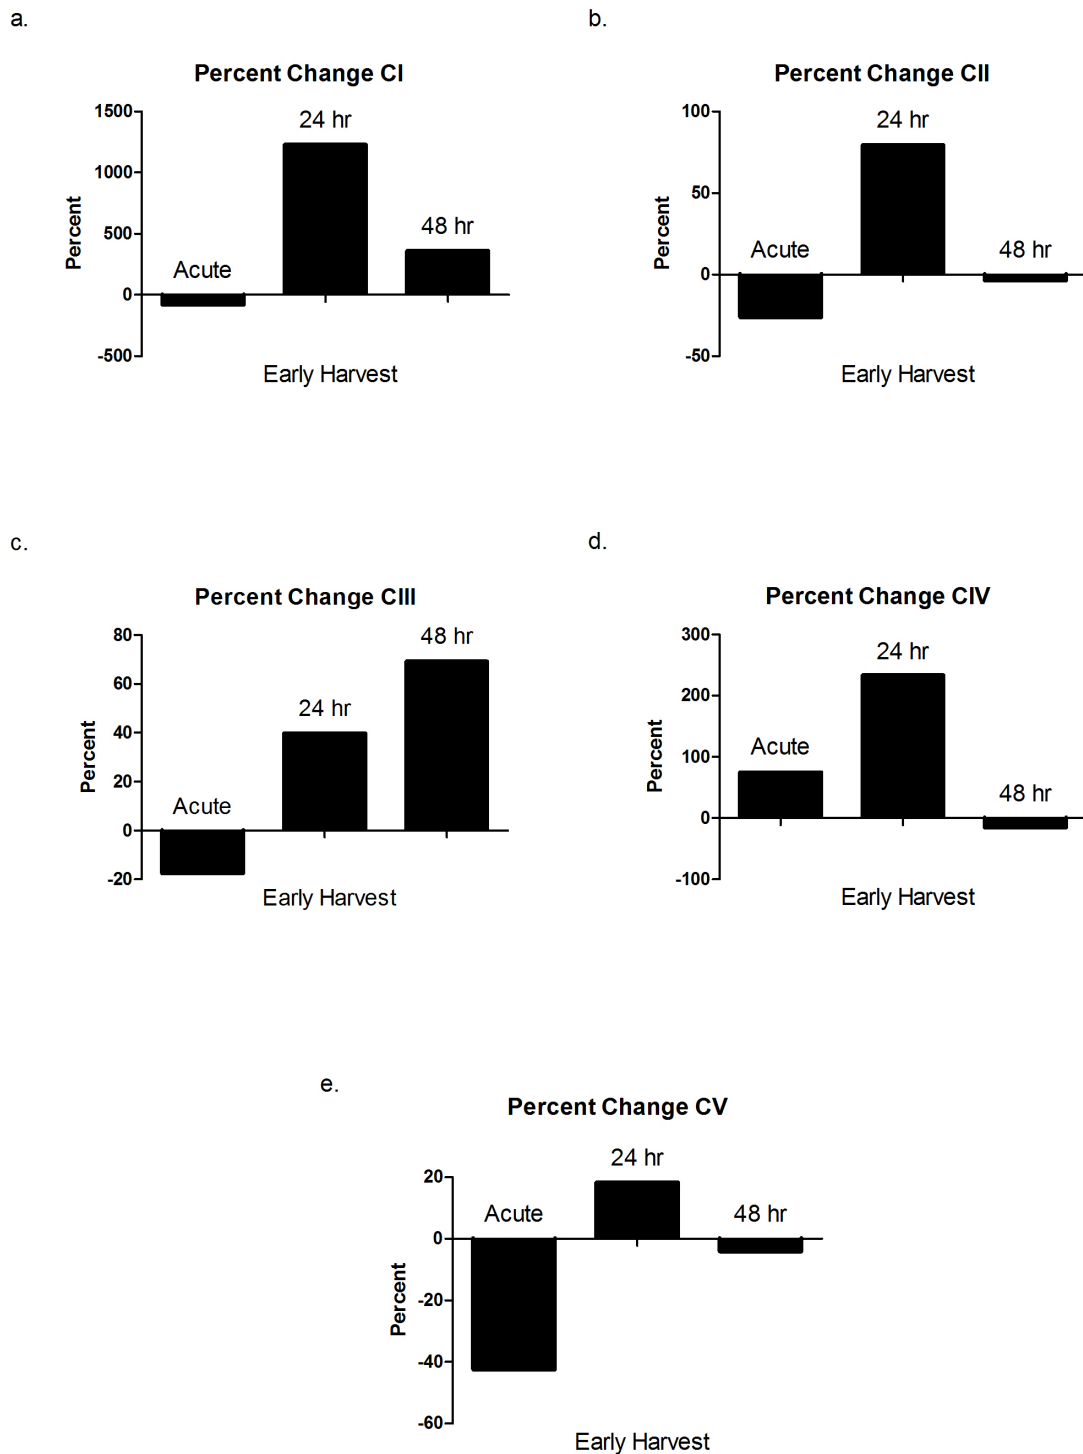 a.
Percent Change CI
1500
1000
500
0
-500
Percent
Acute
24 hr
48 hr
Early Harvest
b.
Percent Change CII
100
50
0
-50
Percent
Acute
24 hr
48 hr
Early Harvest
c.
Percent Change CIII
80
60
40
20
0
-20
Percent
Acute
24 hr
48 hr
Early Harvest
d.
Percent Change CIV
300
200
100
0
-100
Percent
Acute
24 hr
48 hr
Early Harvest
e.
Percent Change CV
20
0
-20
-40
-60
Percent
Acute
24 hr
48 hr
Early Harvest